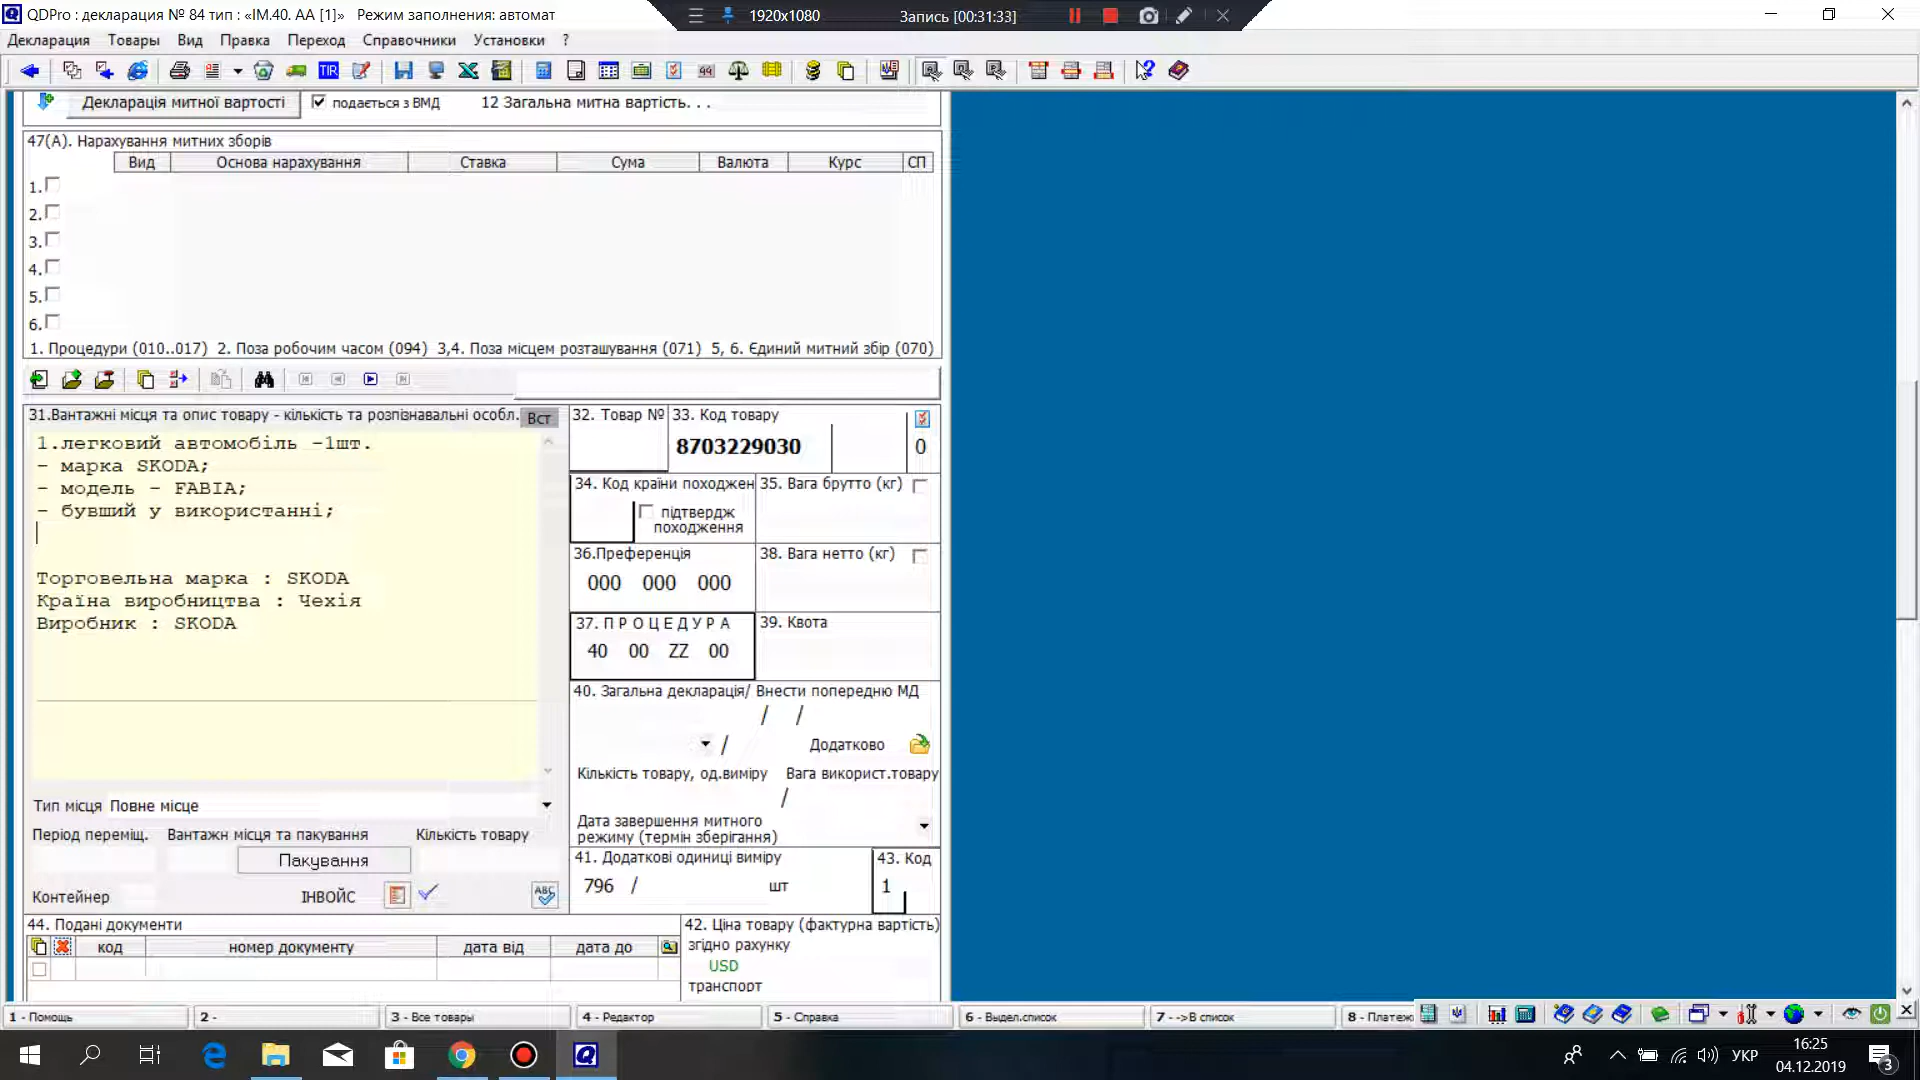 QDPro : декларация № 84 тип : «ІМ.40. АА [1]» Режим заполнения: автомат
1920x1080
Запись [00:31:33]
Декларация Товары Вид Правка Переход Справочники Установки ?
TIR
Декларація митної вартості
подається з ВМД
12 Загальна митна вартість. . .
47(А). Нарахування митних зборів
Вид Основа нарахування Ставка Сума Валюта Курс СП
1.
2.
3.
4.
5.
6.
1. Процедури (010..017) 2. Поза робочим часом (094) 3,4. Поза місцем розташування (071) 5, 6. Єдиний митний збір (070)
31.Вантажні місця та опис товару - кількість та розпізнавальні особл.
Вст
1.легковий автомобіль -1шт.
- марка SKODA;
- модель - FABIA;
- бувший у використанні;
Торговельна марка : SKODA
Країна виробництва : Чехія
Виробник : SKODA
Тип місця Повне місце
Період переміщ. Вантажн місця та пакування Кількість товару
Пакування
Контейнер
ІНВОЙС
ABC
32. Товар № 33. Код товару
8703229030
0
34. Код країни походжен
підтвердж
походження
35. Вага брутто (кг)
36.Преференція
000 000 000
38. Вага нетто (кг)
37. П Р О Ц Е Д У Р А
40 00 ZZ 00
39. Квота
40. Загальна декларація/ Внести попередню МД
/ /
/
Додатково
Кількість товару, од.виміру Вага використ.товару
/
Дата завершення митного
режиму (термін зберігання)
41. Додаткові одиниці виміру
796 / шт
43. Код
1
44. Подані документи
код номер документу дата від дата до
42. Ціна товару (фактурна вартість)
згідно рахунку
USD
транспорт
1 - Помощь 2 - 3 - Все товары 4 - Редактор 5 - Справка 6 - Выдел.список 7 - ->В список 8 - Платеж
УКР
16:25
04.12.2019
3